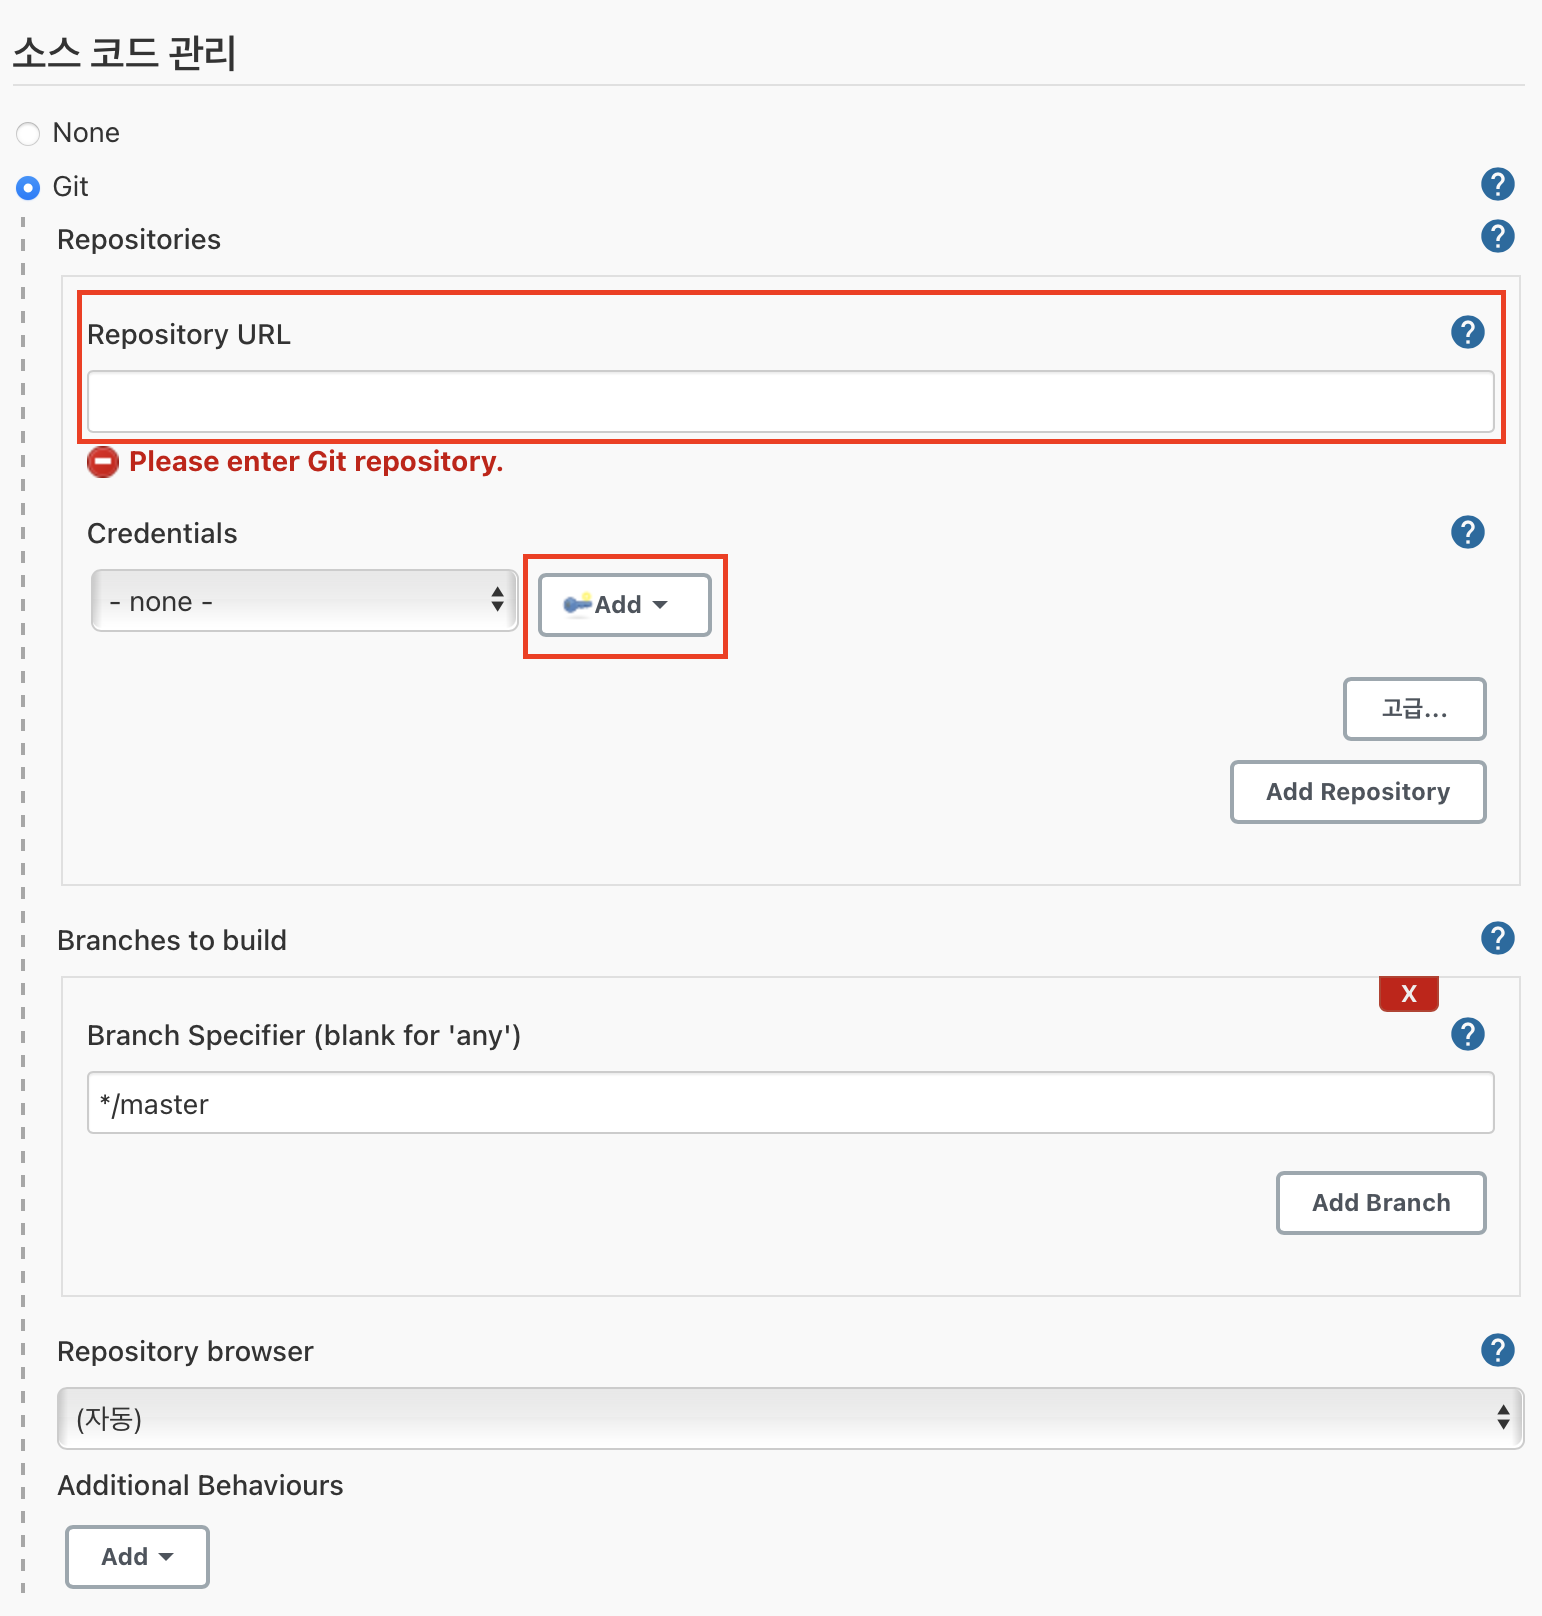 소스 코드 관리
None
Git
?
Repositories
?
Repository URL
?
Please enter Git repository.
Credentials
?
- none -
Add
고급...
Add Repository
Branches to build
?
X
Branch Specifier (blank for 'any')
?
*/master
Add Branch
Repository browser
?
(자동)
Additional Behaviours
Add